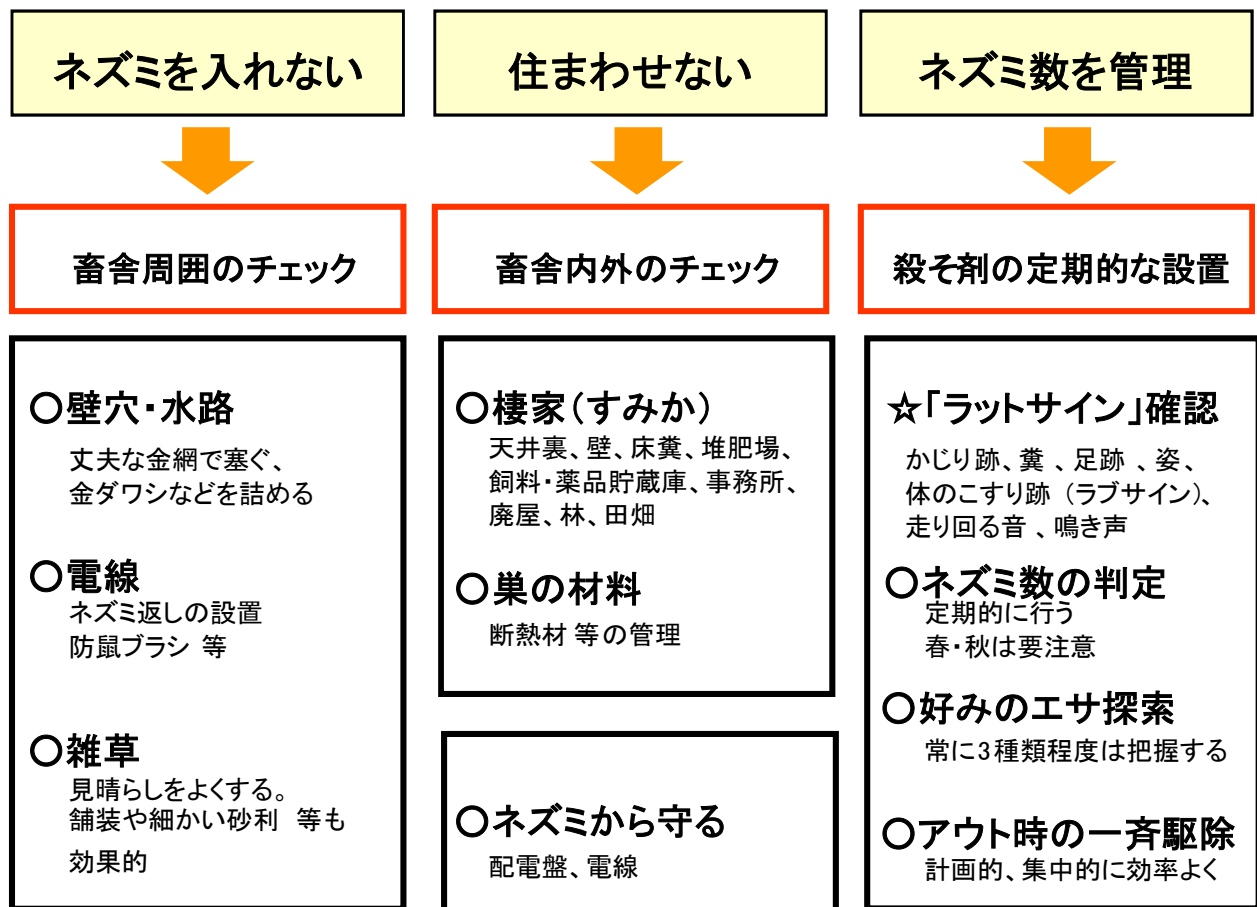 ネズミを入れない
畜舎周囲のチェック
○壁穴・水路
丈夫な金網で塞ぐ、
金ダワシなどを詰める
○電線
ネズミ返しの設置
防鼠ブラシ 等
○雑草
見晴らしをよくする。
舗装や細かい砂利 等も
効果的
住まわせない
畜舎内外のチェック
○棲家(すみか)
天井裏、壁、床糞、堆肥場、
飼料・薬品貯蔵庫、事務所、
廃屋、林、田畑
○巣の材料
断熱材 等の管理
○ネズミから守る
配電盤、電線
ネズミ数を管理
殺そ剤の定期的な設置
☆「ラットサイン」確認
かじり跡、糞 、足跡 、姿、
体のこすり跡 (ラブサイン)、
走り回る音 、鳴き声
○ネズミ数の判定
定期的に行う
春・秋は要注意
○好みのエサ探索
常に3種類程度は把握する
○アウト時の一斉駆除
計画的、集中的に効率よく